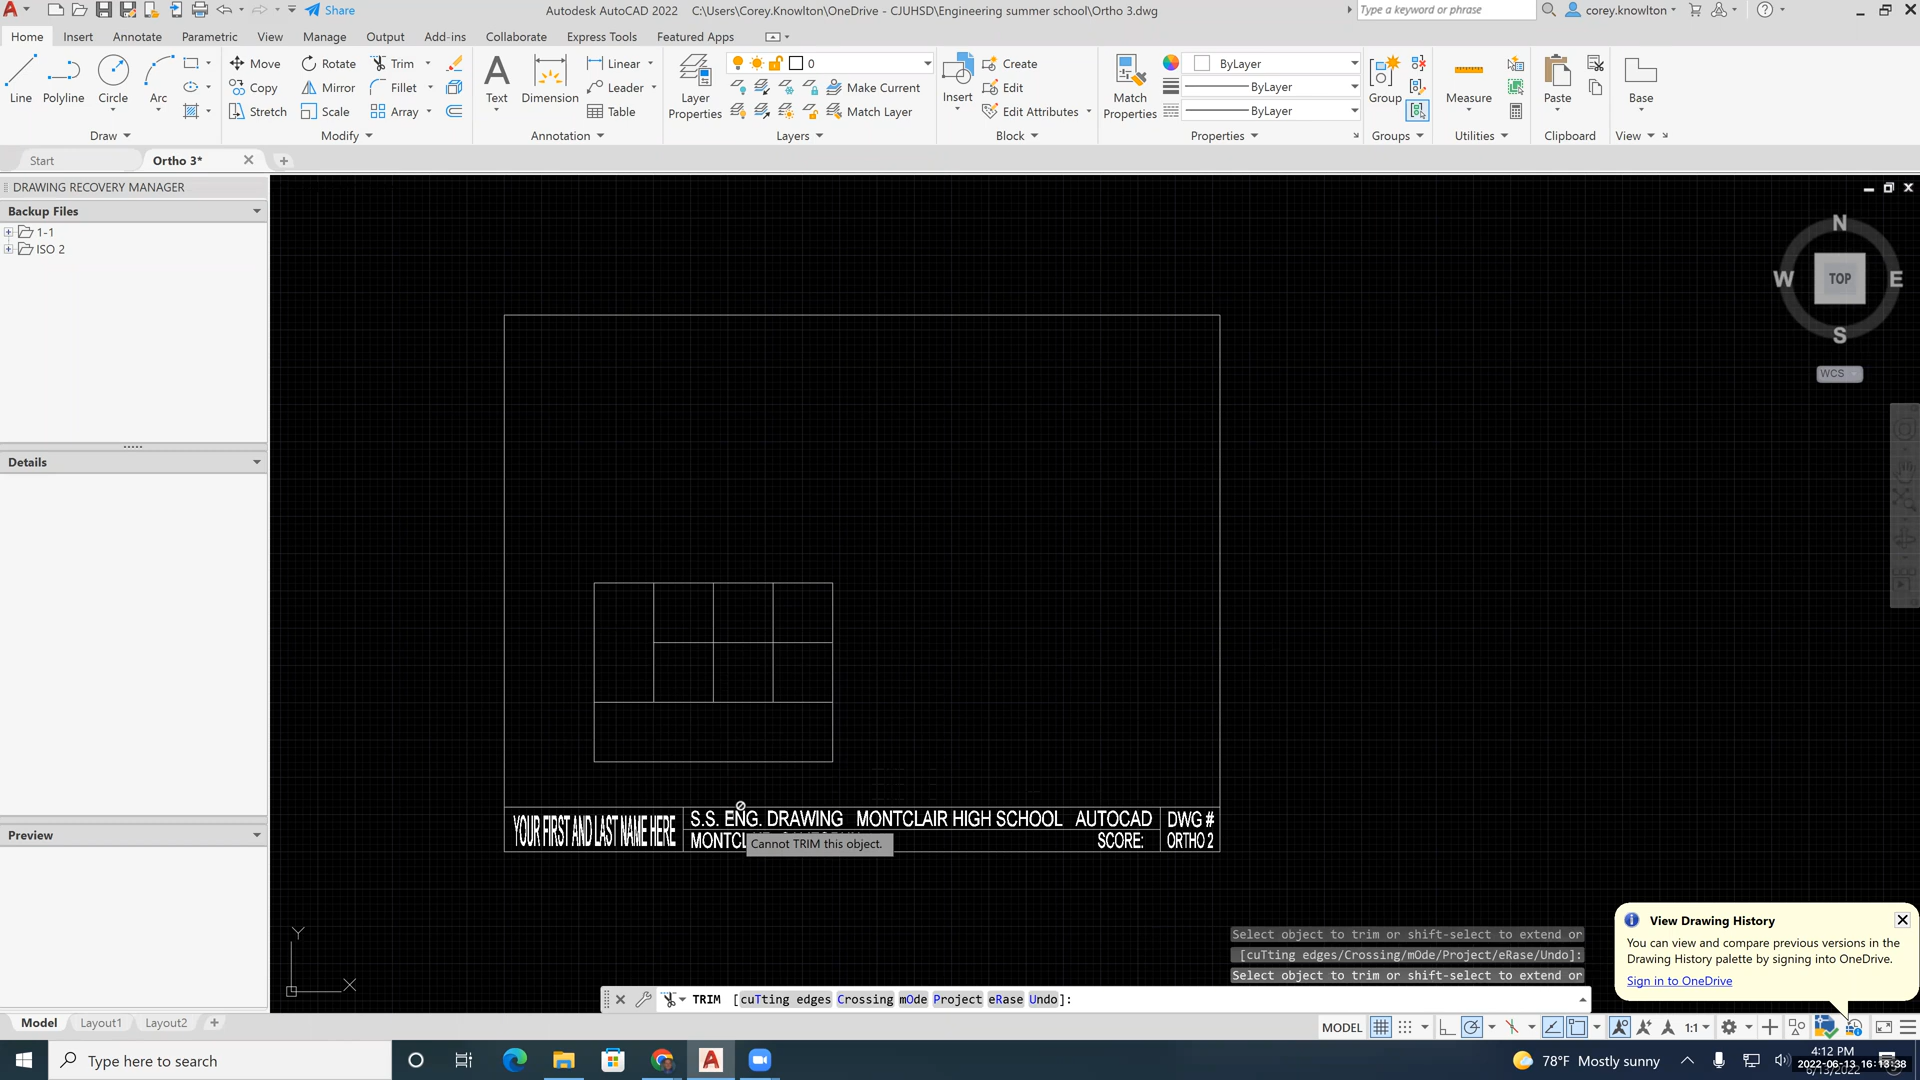 Share
Autodesk AutoCAD 2022 C:\Users\Corey.Knowlton\OneDrive - CJUHSD\Engineering summer school\Ortho 3.dwg
Type a keyword or phrase
corey.knowlton
Home Insert Annotate Parametric View Manage Output Add-ins Collaborate Express Tools Featured Apps
Line Polyline Circle Arc
Draw
Move Rotate Trim
Copy Mirror Fillet
Stretch Scale Array
Modify
Text Dimension
Linear
Leader
Table
Annotation
Layer Properties
0
Make Current
Match Layer
Layers
Insert
Create
Edit
Edit Attributes
Block
Match Properties
ByLayer
ByLayer
ByLayer
Properties
Group
Groups
Measure
Utilities
Paste
Clipboard
Base
View
Start Ortho 3*
DRAWING RECOVERY MANAGER
Backup Files
1-1
ISO 2
Details
Preview
N
W TOP E
S
WCS
YOUR FIRST AND LAST NAME HERE
S.S. ENG. DRAWING MONTCLAIR HIGH SCHOOL AUTOCAD
SCORE:
DWG #
ORTHO 2
Cannot TRIM this object.
Y
X
Select object to trim or shift-select to extend or
[cuTting edges/Crossing/mOde/Project/eRase/Undo]:
Select object to trim or shift-select to extend or
TRIM [cuTting edges Crossing mOde Project eRase Undo]:
View Drawing History
You can view and compare previous versions in the
Drawing History palette by signing into OneDrive.
Sign in to OneDrive
Model Layout1 Layout2
MODEL 1:1
Type here to search
78°F Mostly sunny
4:12 PM
2022-06-13 16:13:38